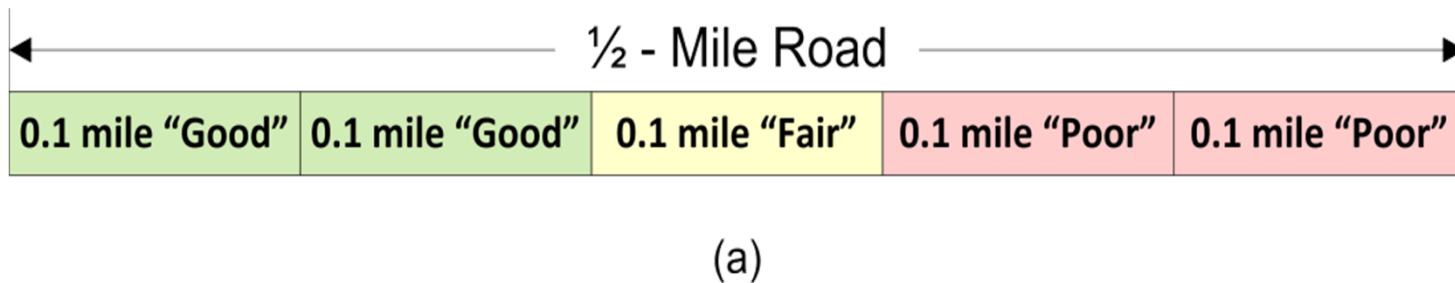 ½ - Mile Road
0.1 mile “Good” 0.1 mile “Good” 0.1 mile “Fair” 0.1 mile “Poor” 0.1 mile “Poor”
(a)